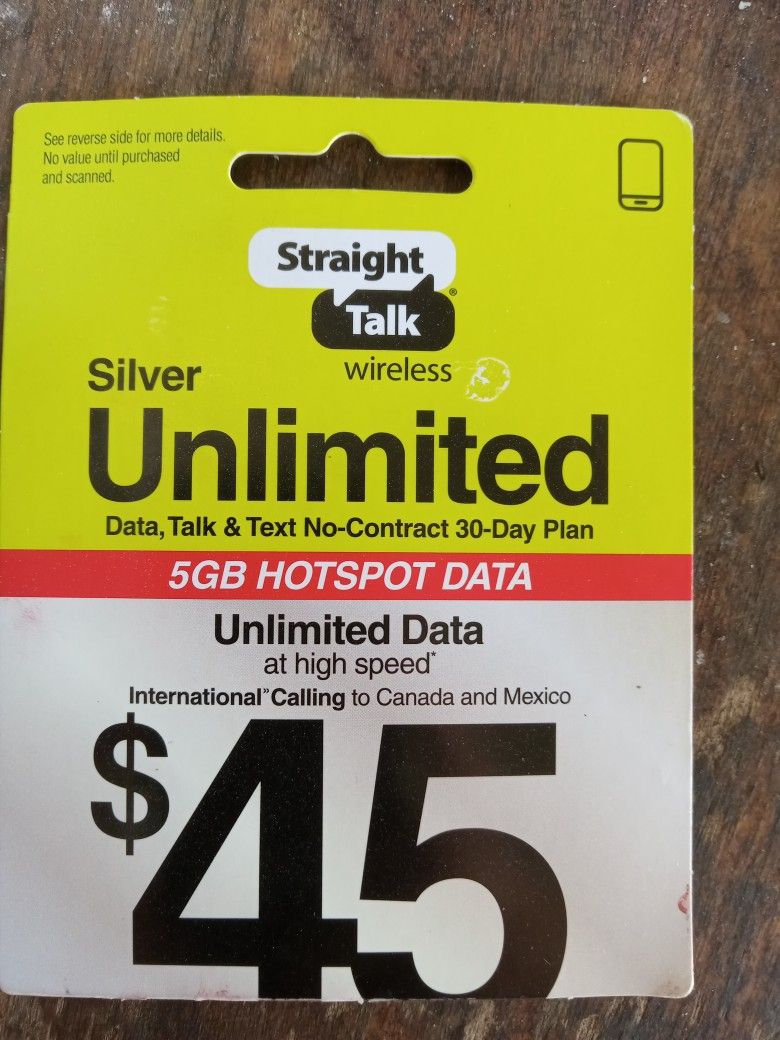 See reverse side for more details.
No value until purchased
and scanned.
Straight
Talk®
wireless
Silver
Unlimited
Data, Talk & Text No-Contract 30-Day Plan
5GB HOTSPOT DATA
Unlimited Data
at high speed*
International» Calling to Canada and Mexico
$45